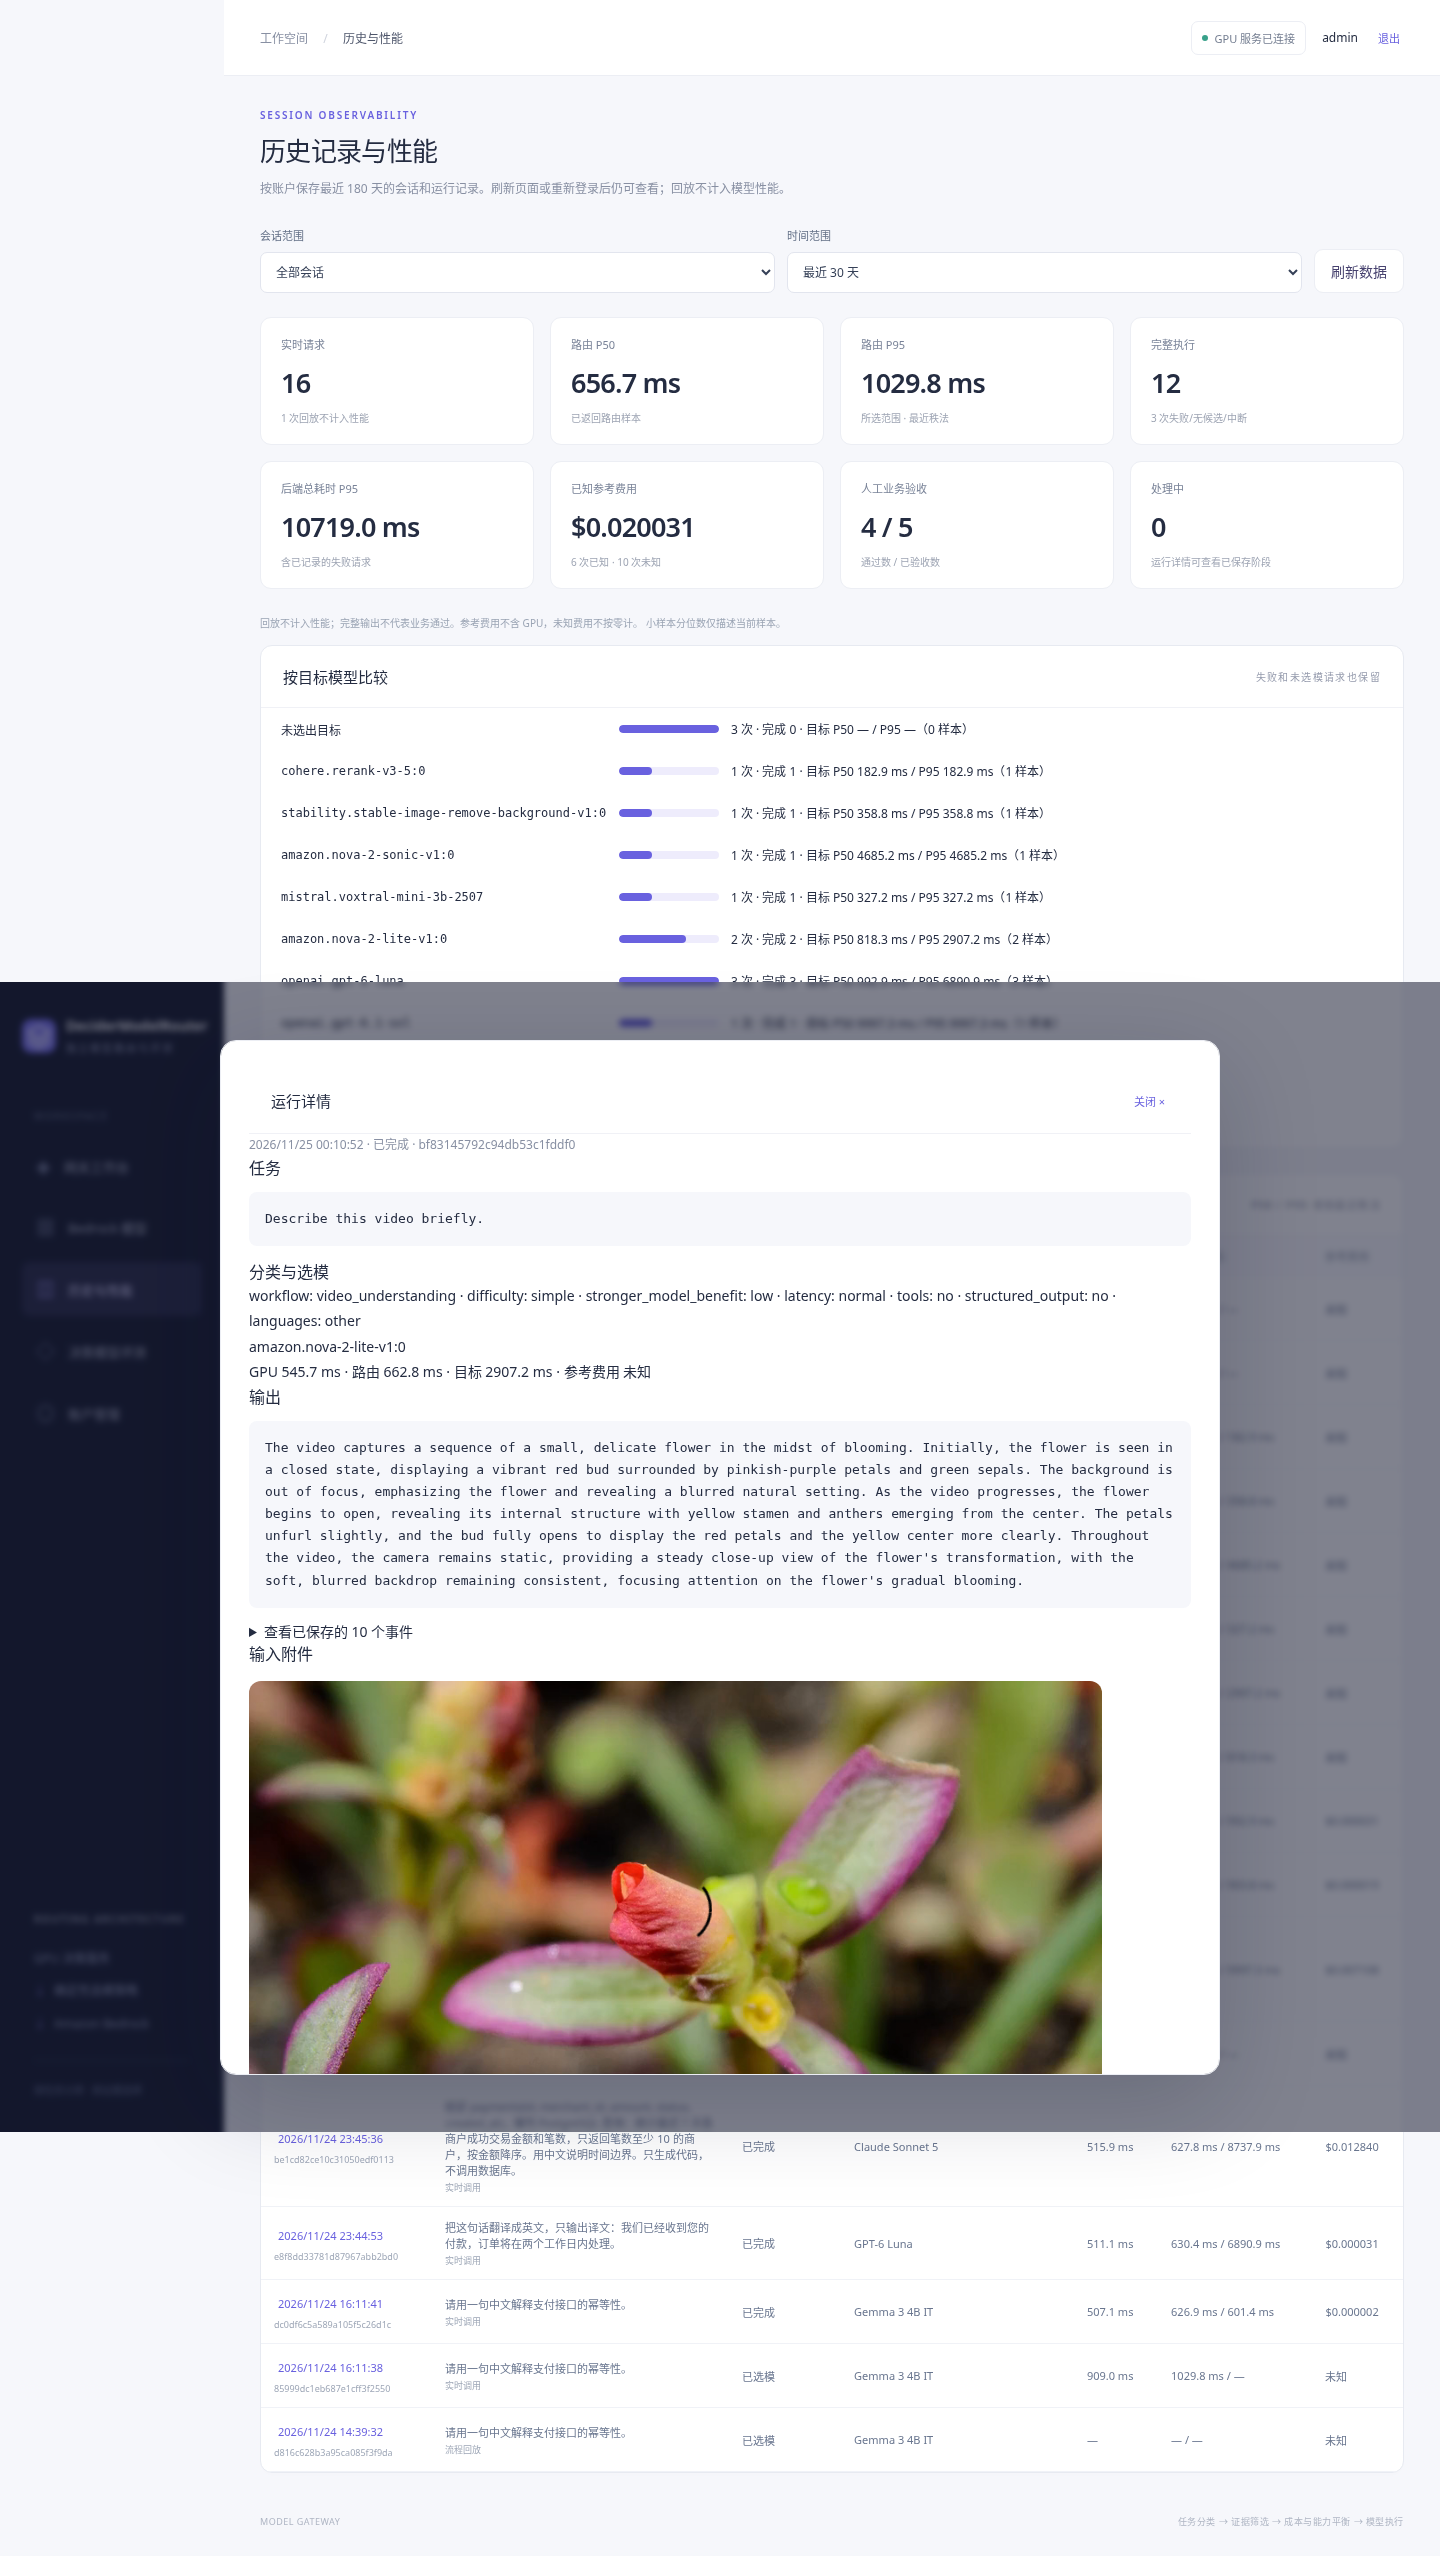 工作空间 / 历史与性能
GPU 服务已连接
admin
退出
SESSION OBSERVABILITY
历史记录与性能
按账户保存最近 180 天的会话和运行记录。刷新页面或重新登录后仍可查看；回放不计入模型性能。
会话范围
时间范围
全部会话
最近 30 天
刷新数据
实时请求
16
1 次回放不计入性能
路由 P50
656.7 ms
已返回路由样本
路由 P95
1029.8 ms
所选范围 · 最近秩法
完整执行
12
3 次失败/无候选/中断
后端总耗时 P95
10719.0 ms
含已记录的失败请求
已知参考费用
$0.020031
6 次已知 · 10 次未知
人工业务验收
4 / 5
通过数 / 已验收数
处理中
0
运行详情可查看已保存阶段
回放不计入性能；完整输出不代表业务通过。参考费用不含 GPU，未知费用不按零计。 小样本分位数仅描述当前样本。
按目标模型比较
失败和未选模请求也保留
未选出目标 3 次 · 完成 0 · 目标 P50 — / P95 —（0 样本）
cohere.rerank-v3-5:0 1 次 · 完成 1 · 目标 P50 182.9 ms / P95 182.9 ms（1 样本）
stability.stable-image-remove-background-v1:0 1 次 · 完成 1 · 目标 P50 358.8 ms / P95 358.8 ms（1 样本）
amazon.nova-2-sonic-v1:0 1 次 · 完成 1 · 目标 P50 4685.2 ms / P95 4685.2 ms（1 样本）
mistral.voxtral-mini-3b-2507 1 次 · 完成 1 · 目标 P50 327.2 ms / P95 327.2 ms（1 样本）
amazon.nova-2-lite-v1:0 2 次 · 完成 2 · 目标 P50 818.3 ms / P95 2907.2 ms（2 样本）
openai.gpt-6-luna 3 次 · 完成 3 · 目标 P50 992.9 ms / P95 6890.9 ms（3 样本）
DeciderModelRouter
运行详情
关闭 ×
2026/11/25 00:10:52 · 已完成 · bf83145792c94db53c1fddf0
任务
Describe this video briefly.
分类与选模
workflow: video_understanding · difficulty: simple · stronger_model_benefit: low · latency: normal · tools: no · structured_output: no ·
languages: other
amazon.nova-2-lite-v1:0
GPU 545.7 ms · 路由 662.8 ms · 目标 2907.2 ms · 参考费用 未知
输出
The video captures a sequence of a small, delicate flower in the midst of blooming. Initially, the flower is seen in
a closed state, displaying a vibrant red bud surrounded by pinkish-purple petals and green sepals. The background is
out of focus, emphasizing the flower and revealing a blurred natural setting. As the video progresses, the flower
begins to open, revealing its internal structure with yellow stamen and anthers emerging from the center. The petals
unfurl slightly, and the bud fully opens to display the red petals and the yellow center more clearly. Throughout
the video, the camera remains static, providing a steady close-up view of the flower's transformation, with the
soft, blurred backdrop remaining consistent, focusing attention on the flower's gradual blooming.
▶ 查看已保存的 10 个事件
输入附件
2026/11/24 23:45:36
be1cd82ce10c31050edf0113
商户成功交易金额和笔数，只返回笔数至少 10 的商
户，按金额降序。用中文说明时间边界。只生成代码，
不调用数据库。
实时调用
已完成
Claude Sonnet 5
515.9 ms
627.8 ms / 8737.9 ms
$0.012840
2026/11/24 23:44:53
e8f8dd33781d87967abb2bd0
把这句话翻译成英文，只输出译文：我们已经收到您的
付款，订单将在两个工作日内处理。
实时调用
已完成
GPT-6 Luna
511.1 ms
630.4 ms / 6890.9 ms
$0.000031
2026/11/24 16:11:41
dc0df6c5a589a105f5c26d1c
请用一句中文解释支付接口的幂等性。
实时调用
已完成
Gemma 3 4B IT
507.1 ms
626.9 ms / 601.4 ms
$0.000002
2026/11/24 16:11:38
85999dc1eb687e1cff3f2550
请用一句中文解释支付接口的幂等性。
实时调用
已选模
Gemma 3 4B IT
909.0 ms
1029.8 ms / —
未知
2026/11/24 14:39:32
d816c628b3a95ca085f3f9da
请用一句中文解释支付接口的幂等性。
流程回放
已选模
Gemma 3 4B IT
—
— / —
未知
MODEL GATEWAY
任务分类 → 证据筛选 → 成本与能力平衡 → 模型执行